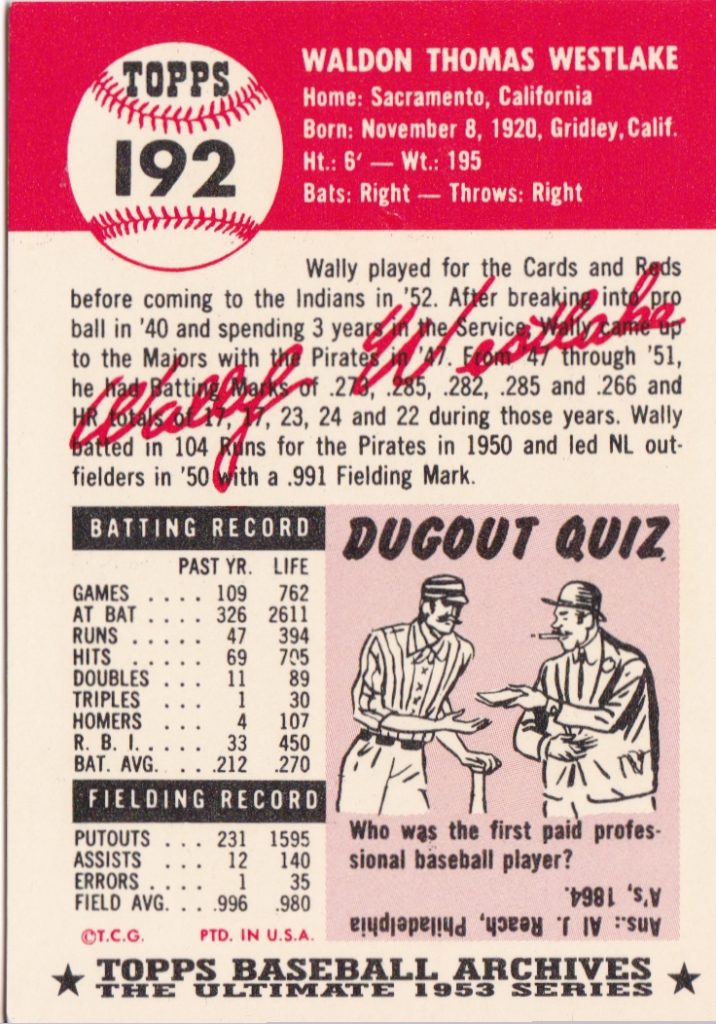 TOPPS
192
WALDON THOMAS WESTLAKE
Home: Sacramento, California
Born: November 8, 1920, Gridley, Calif.
Ht.: 6' — Wt.: 195
Bats: Right — Throws: Right
Wally played for the Cards and Reds
before coming to the Indians in '52. After breaking into pro
ball in '40 and spending 3 years in the Service, Wally came up
to the Majors with the Pirates in '47. From '47 through '51,
he had Batting Marks of .273, .285, .282, .285 and .266 and
HR totals of 17, 17, 23, 24 and 22 during those years. Wally
batted in 104 Runs for the Pirates in 1950 and led NL out-
fielders in '50 with a .991 Fielding Mark.
Wally Westlake
BATTING RECORD
PAST YR. LIFE
GAMES .... 109 762
AT BAT .... 326 2611
RUNS ..... 47 394
HITS ..... 69 705
DOUBLES ... 11 89
TRIPLES ... 1 30
HOMERS ... 4 107
R. B. I. .... 33 450
BAT. AVG. ... .212 .270
FIELDING RECORD
PUTOUTS ... 231 1595
ASSISTS ... 12 140
ERRORS .... 1 35
FIELD AVG. ... .996 .980
©T.C.G. PTD. IN U.S.A.
DUGOUT QUIZ
Who was the first paid profes-
sional baseball player?
Ans.: Al J. Reach, Philadelphia
A's, 1864.
TOPPS BASEBALL ARCHIVES
THE ULTIMATE 1953 SERIES